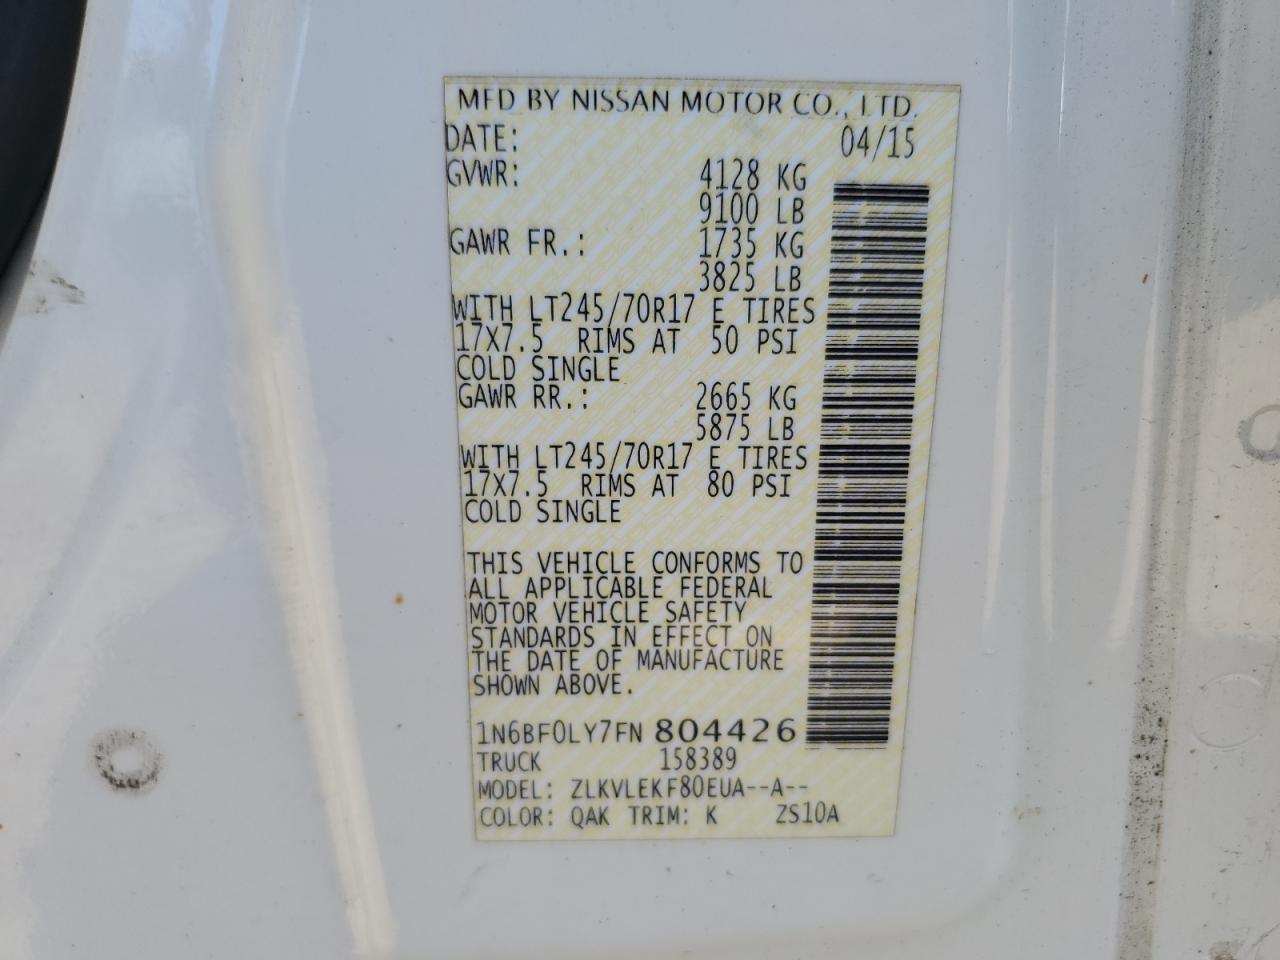 MFD BY NISSAN MOTOR CO., LTD.
DATE: 04/15
GVWR: 4128 KG
9100 LB
GAWR FR.: 1735 KG
3825 LB
WITH LT245/70R17 E TIRES
17X7.5 RIMS AT 50 PSI
COLD SINGLE
GAWR RR.: 2665 KG
5875 LB
WITH LT245/70R17 E TIRES
17X7.5 RIMS AT 80 PSI
COLD SINGLE
THIS VEHICLE CONFORMS TO
ALL APPLICABLE FEDERAL
MOTOR VEHICLE SAFETY
STANDARDS IN EFFECT ON
THE DATE OF MANUFACTURE
SHOWN ABOVE.
1N6BF0LY7FN 804426
TRUCK 158389
MODEL: ZLKVLEKF80EUA--A--
COLOR: QAK TRIM: K ZS10A